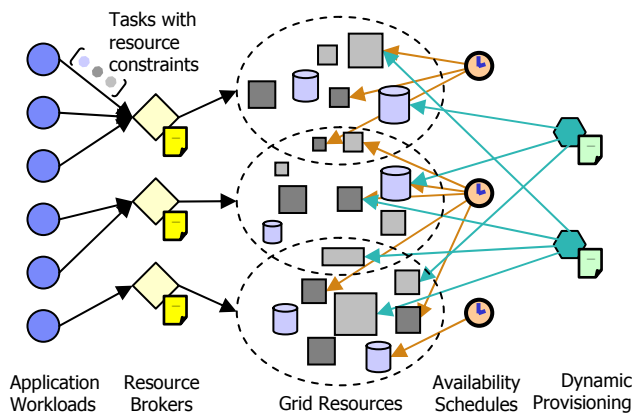 Tasks with
resource
constraints
Application
Workloads
Resource
Brokers
Grid Resources
Availability
Schedules
Dynamic
Provisioning